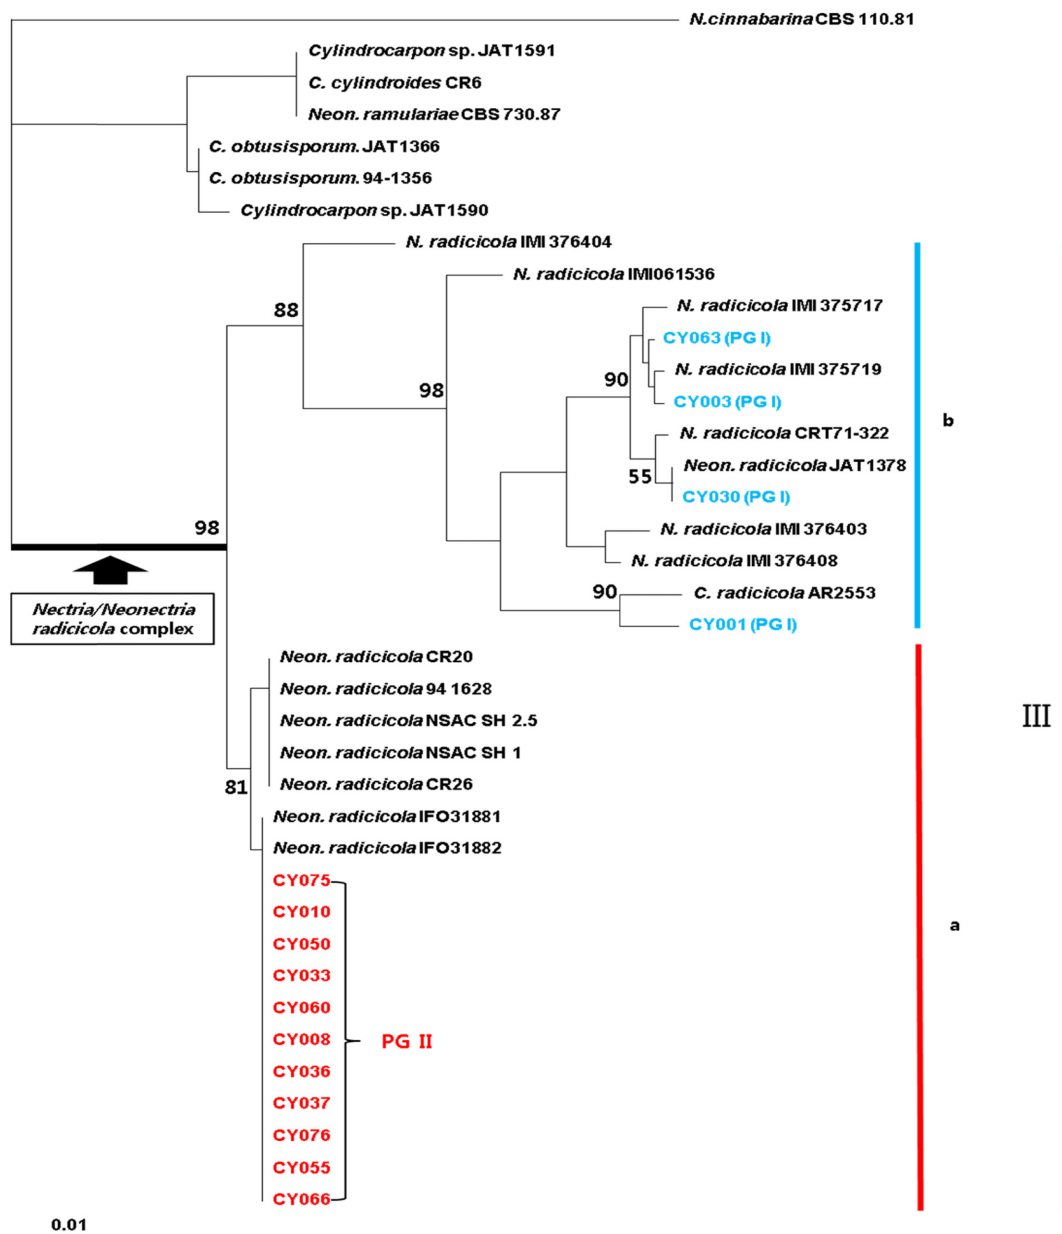 N.cinnabarina CBS 110.81
Cylindrocarpon sp. JAT1591
C. cylindroides CR6
Neon. ramulariae CBS 730.87
C. obtusisporum. JAT1366
C. obtusisporum. 94-1356
Cylindrocarpon sp. JAT1590
N. radicicola IMI 376404
N. radicicola IMI061536
N. radicicola IMI 375717
88
CY063 (PG I)
N. radicicola IMI 375719
90
98
CY003 (PG I)
b
N. radicicola CRT71-322
Neon. radicicola JAT1378
55
CY030 (PG I)
98
N. radicicola IMI 376403
N. radicicola IMI 376408
90
C. radicicola AR2553
Nectria/Neonectria
radicicola complex
CY001 (PG I)
Neon. radicicola CR20
Neon. radicicola 94 1628
III
Neon. radicicola NSAC SH 2.5
Neon. radicicola NSAC SH 1
81
Neon. radicicola CR26
Neon. radicicola IFO31881
Neon. radicicola IFO31882
CY075
CY010
a
CY050
CY033
CY060
CY008
PG II
CY036
CY037
CY076
CY055
CY066
0.01